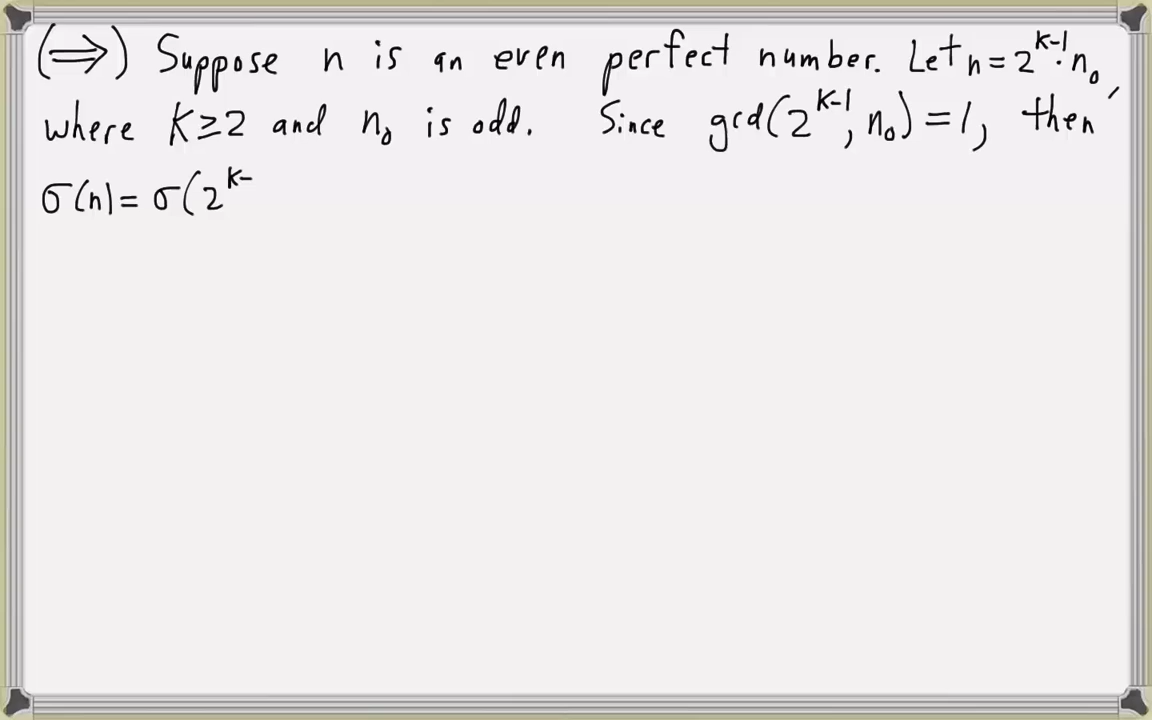 (⟹) Suppose n is an even perfect number. Let n = 2^{k-1} · n₀,
where k ≥ 2 and n₀ is odd. Since gcd(2^{k-1}, n₀) = 1, then
σ(n) = σ(2^{k-